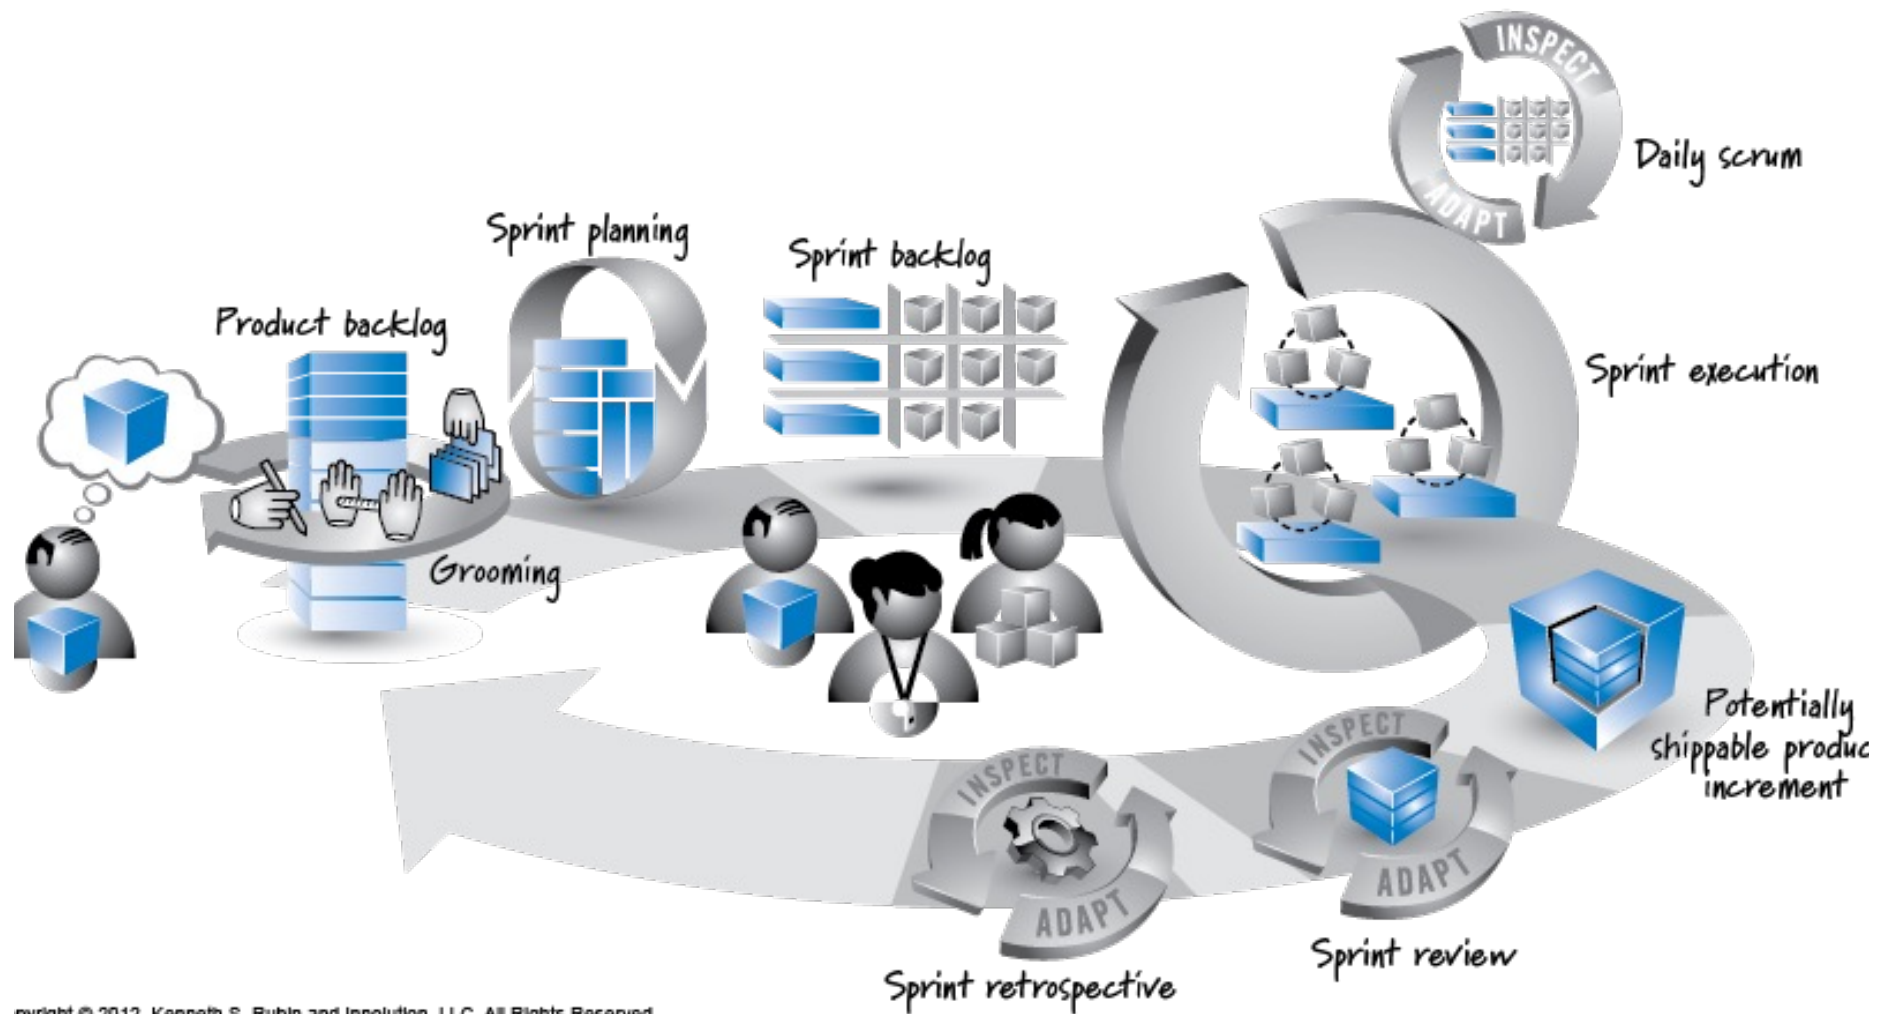 INSPECT
ADAPT
Daily scrum
Sprint planning
Sprint backlog
Product backlog
Sprint execution
Grooming
Potentially
shippable produc
increment
INSPECT
ADAPT
Sprint review
INSPECT
ADAPT
Sprint retrospective
pyright © 2012, Kenneth S. Rubin and Innolution, LLC. All Rights Reserved.